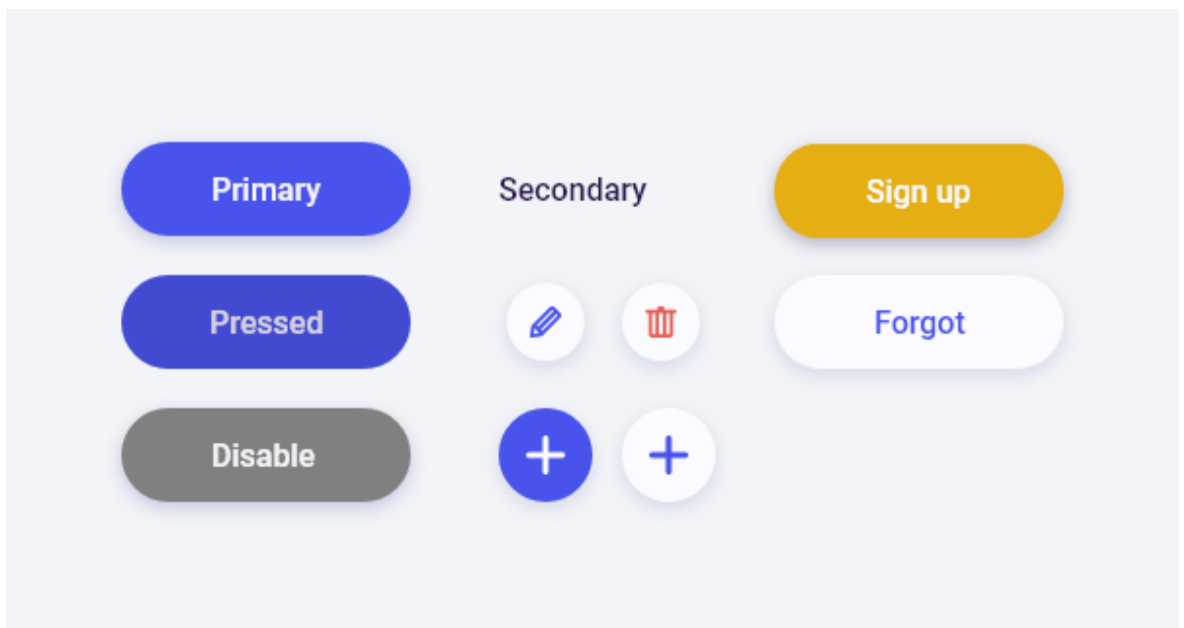 Primary
Secondary
Sign up
Pressed
Forgot
Disable